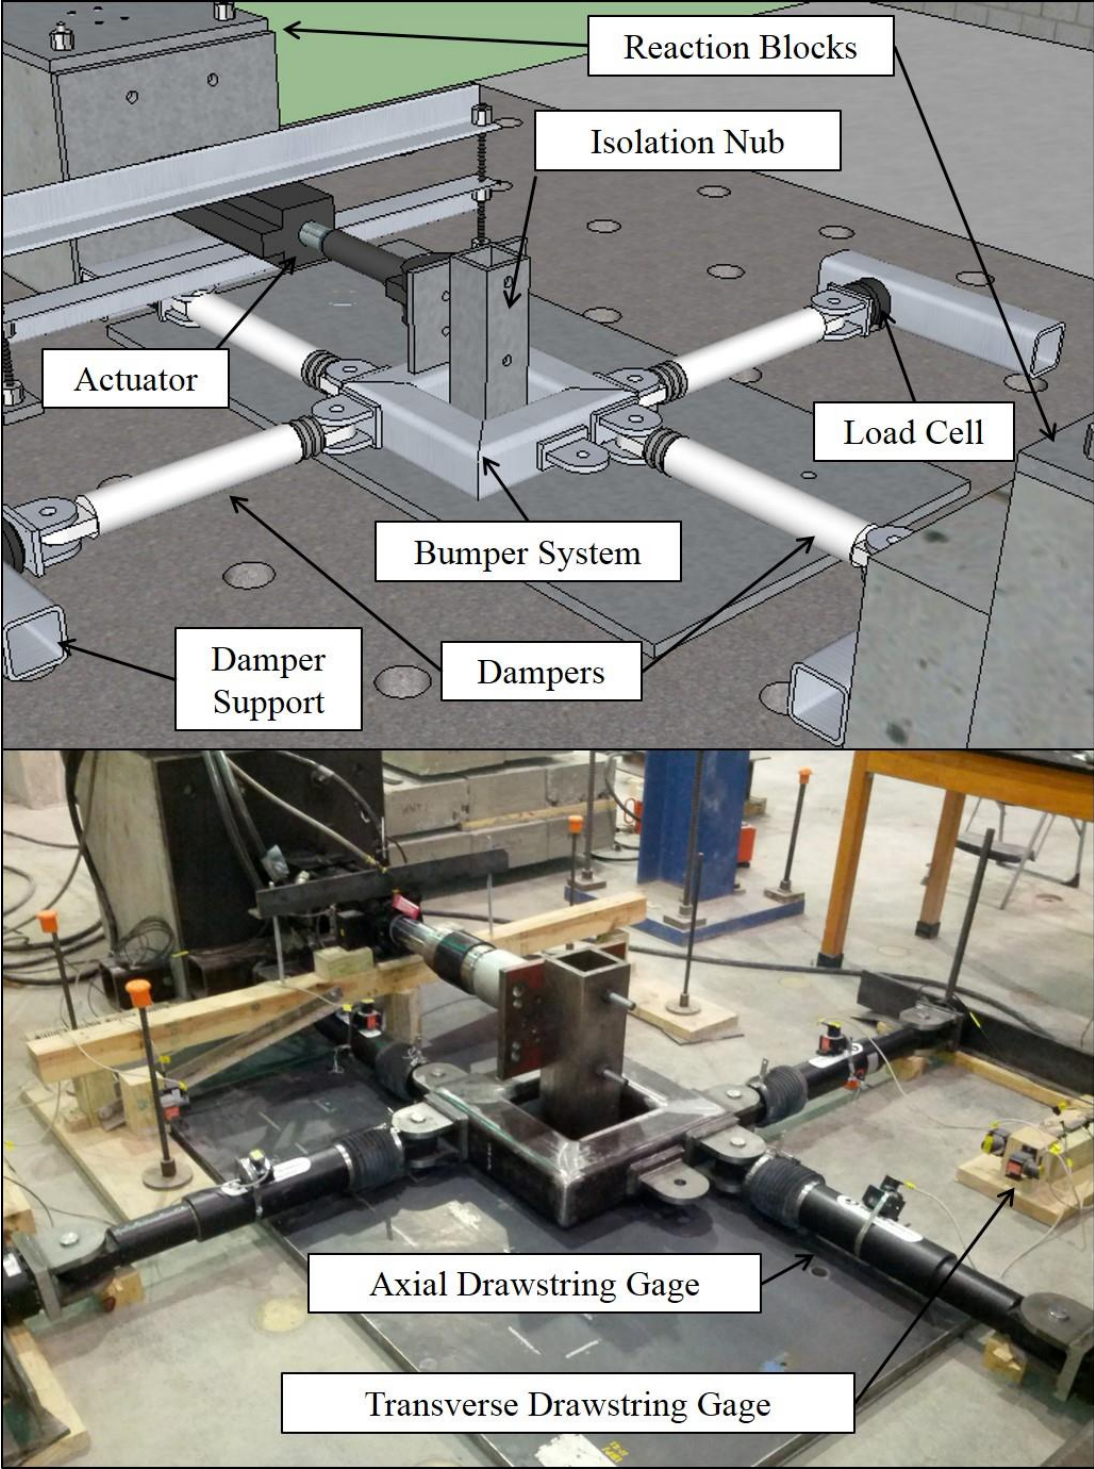 Reaction Blocks
Isolation Nub
Actuator
Load Cell
Bumper System
Damper
Support
Dampers
Axial Drawstring Gage
Transverse Drawstring Gage